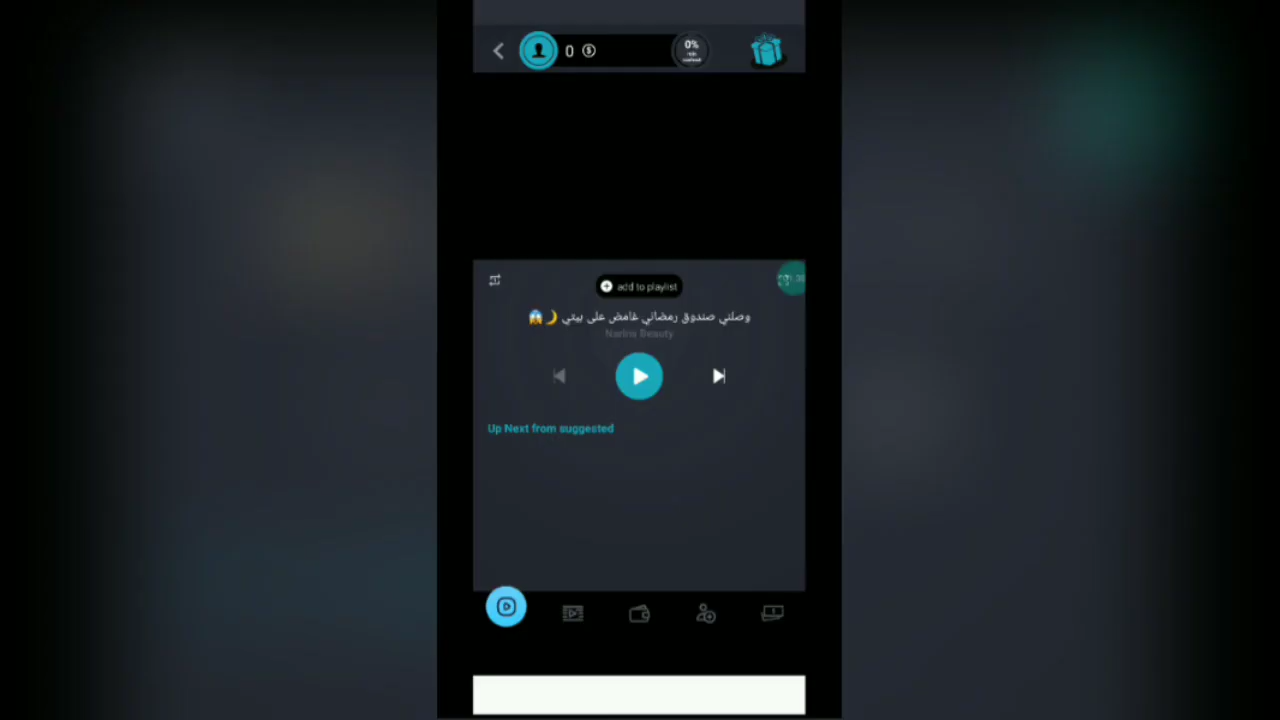 0
0%
add to playlist
وصلني صندوق رمضاني غامض على بيتي 🌙😱
Narins Beauty
Up Next from suggested